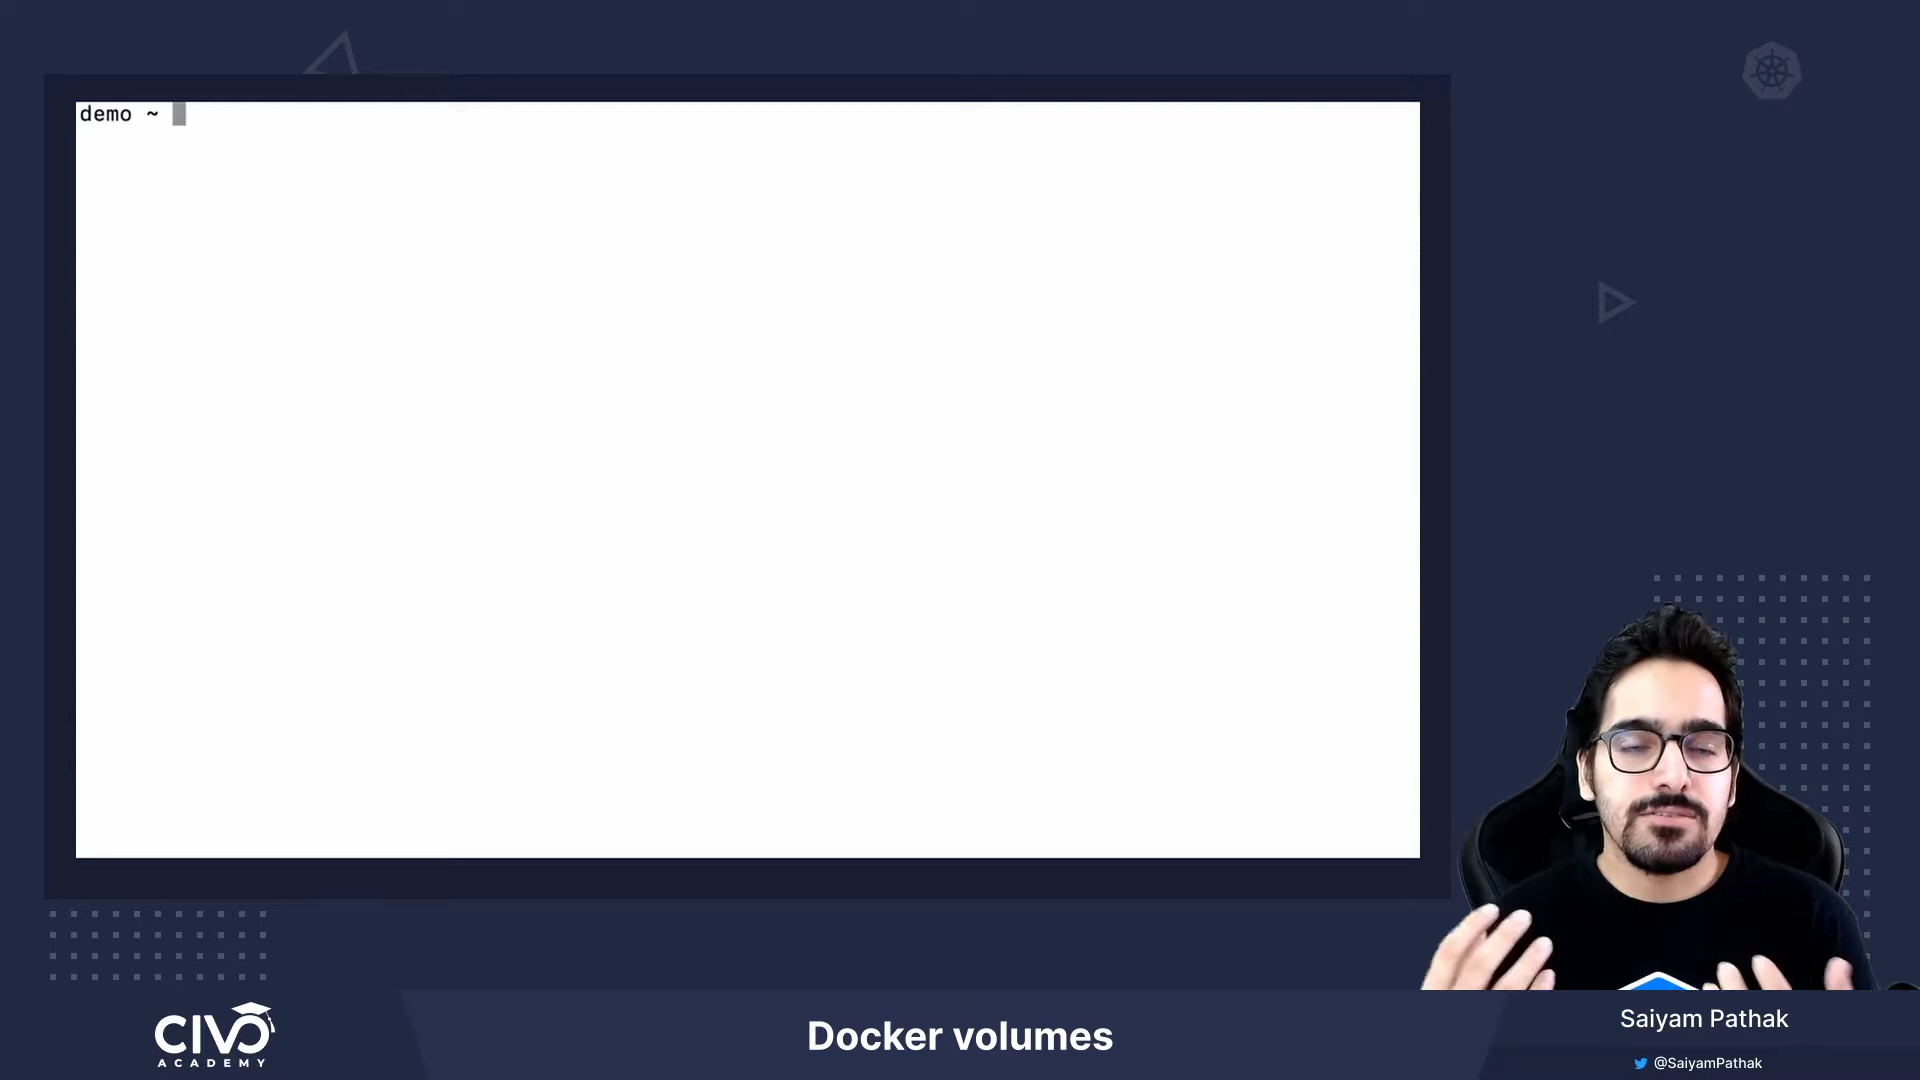 demo ~
CIVO
ACADEMY
Docker volumes
Saiyam Pathak
@SaiyamPathak